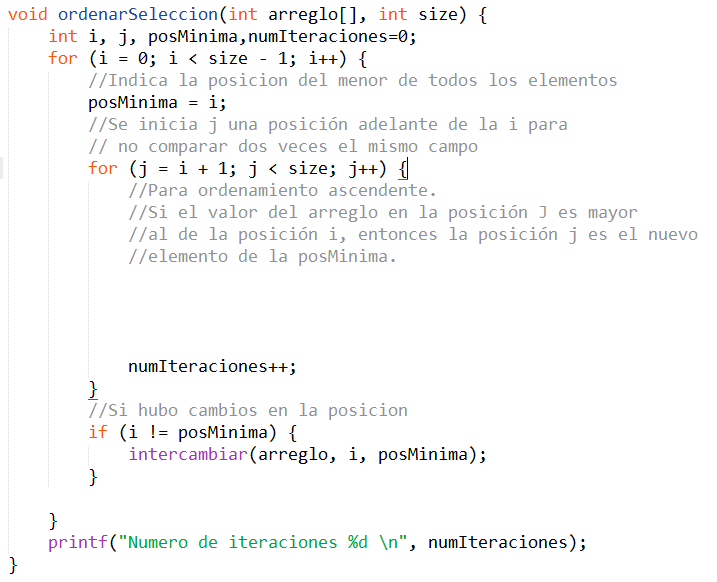 void ordenarSeleccion(int arreglo[], int size) {
    int i, j, posMinima,numIteraciones=0;
    for (i = 0; i < size - 1; i++) {
        //Indica la posicion del menor de todos los elementos
        posMinima = i;
        //Se inicia j una posición adelante de la i para
        // no comparar dos veces el mismo campo
        for (j = i + 1; j < size; j++) {
            //Para ordenamiento ascendente.
            //Si el valor del arreglo en la posición J es mayor
            //al de la posición i, entonces la posición j es el nuevo
            //elemento de la posMinima.
            numIteraciones++;
        }
        //Si hubo cambios en la posicion
        if (i != posMinima) {
            intercambiar(arreglo, i, posMinima);
        }
    }
    printf("Numero de iteraciones %d \n", numIteraciones);
}